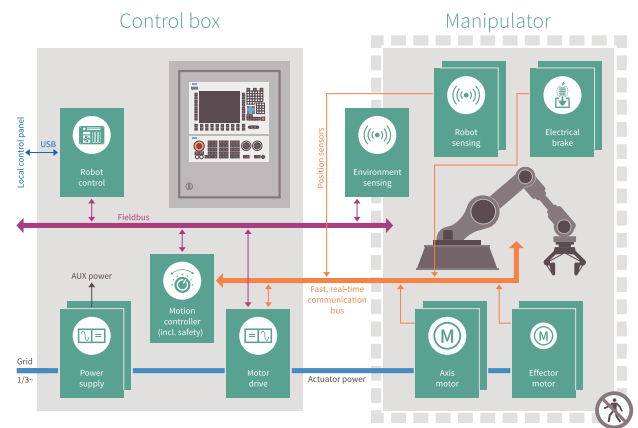 Control box
Manipulator
Local control panel
USB
Robot
control
Position sensors
Environment
sensing
Robot
sensing
Electrical
brake
Fieldbus
AUX power
Motion
controller
(incl. safety)
Fast, real-time
communication
bus
Grid
1/3~
Power
supply
Motor
drive
Actuator power
M
Axis
motor
M
Effector
motor